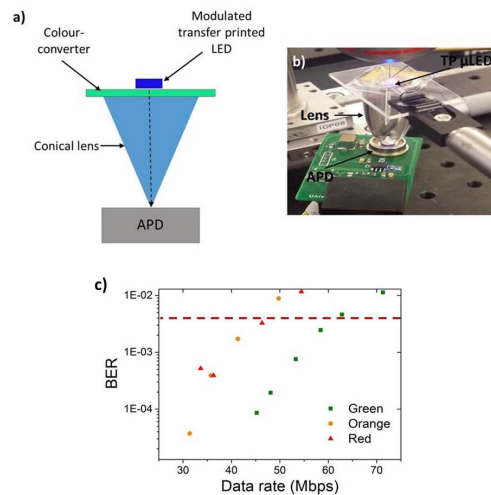 a)
Modulated
transfer printed
LED
Colour-
converter
Conical lens
APD
b)
TP μLED
Lens
APD
c)
1E-02
1E-03
1E-04
BER
30 40 50 60 70
Data rate (Mbps)
Green
Orange
Red